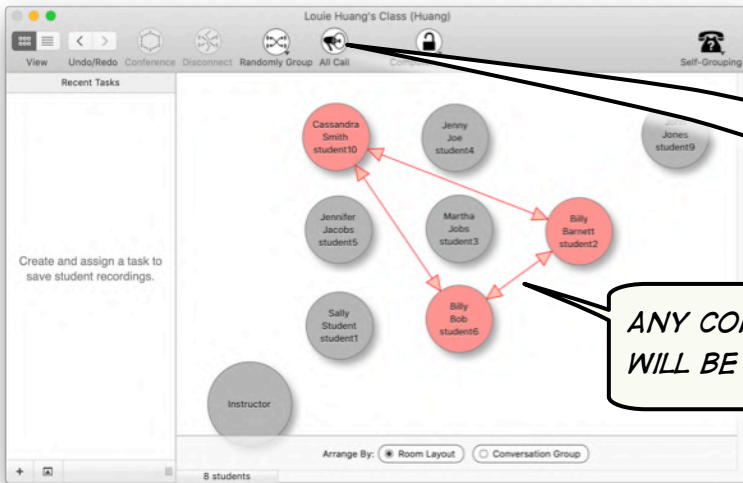 Louie Huang's Class (Huang)
View Undo/Redo Conference Disconnect Randomly Group All Call Self-Grouping
Recent Tasks
Create and assign a task to
save student recordings.
Cassandra
Smith
student10
Jenny
Joe
student4
Jones
student9
Jennifer
Jacobs
student5
Martha
Jobs
student3
Billy
Barnett
student2
Sally
Student
student1
Billy
Bob
student6
Instructor
ANY
WILL BE
Arrange By: Room Layout Conversation Group
8 students